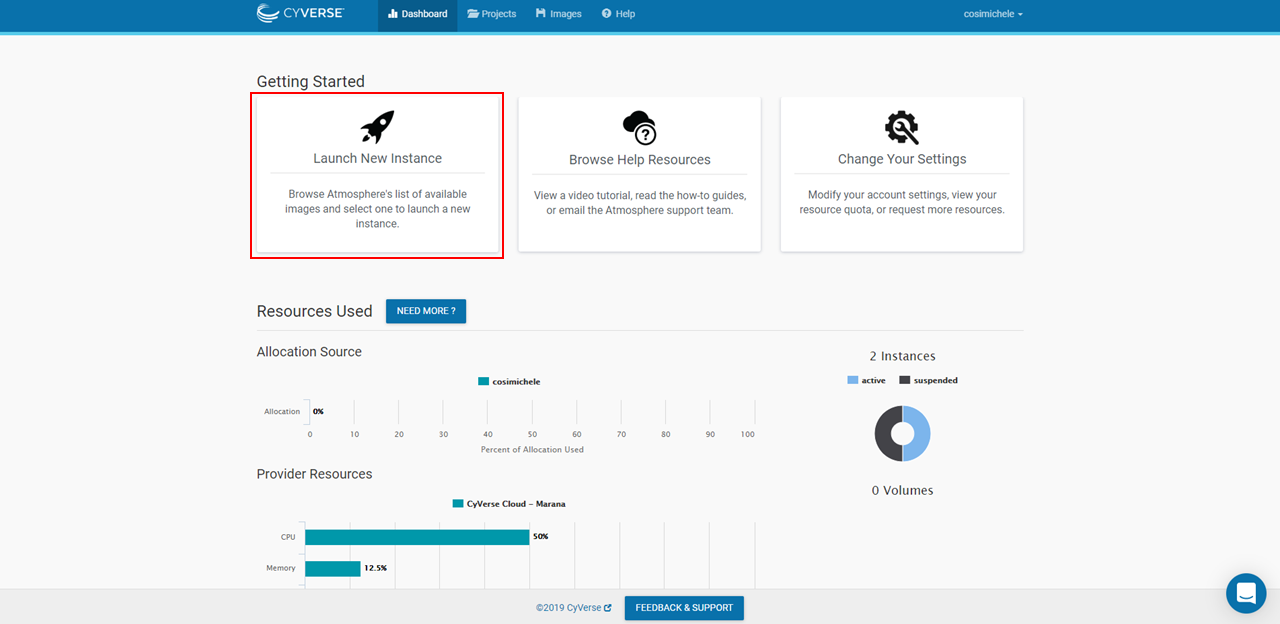 CYVERSE
Dashboard
Projects
Images
Help
cosimichele
Getting Started
Launch New Instance
Browse Atmosphere's list of available
images and select one to launch a new
instance.
Browse Help Resources
View a video tutorial, read the how-to guides,
or email the Atmosphere support team.
Change Your Settings
Modify your account settings, view your
resource quota, or request more resources.
Resources Used
NEED MORE ?
Allocation Source
cosimichele
Allocation 0%
0 10 20 30 40 50 60 70 80 90 100
Percent of Allocation Used
2 Instances
active suspended
0 Volumes
Provider Resources
CyVerse Cloud - Marana
CPU 50%
Memory 12.5%
©2019 CyVerse
FEEDBACK & SUPPORT